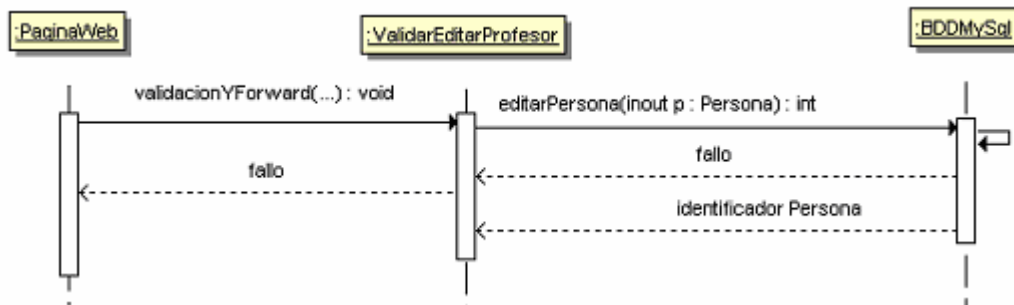 :PaginaWeb
:ValidarEditarProfesor
:BDDMySql
validacionYForward(...) : void
editarPersona(inout p : Persona) : int
fallo
fallo
identificador Persona